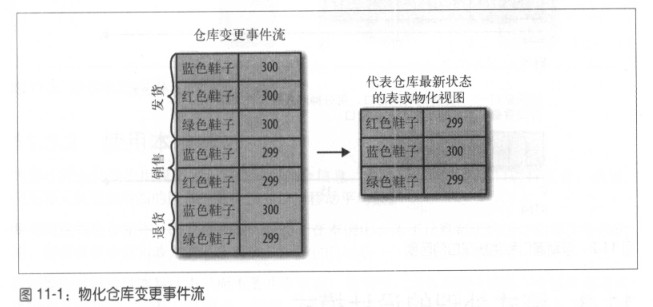 仓库变更事件流
蓝色鞋子 300
红色鞋子 300
绿色鞋子 300
蓝色鞋子 299
红色鞋子 299
蓝色鞋子 300
绿色鞋子 299
发货
销售
退货
代表仓库最新状态
的表或物化视图
红色鞋子 299
蓝色鞋子 300
绿色鞋子 299
图 11-1：物化仓库变更事件流